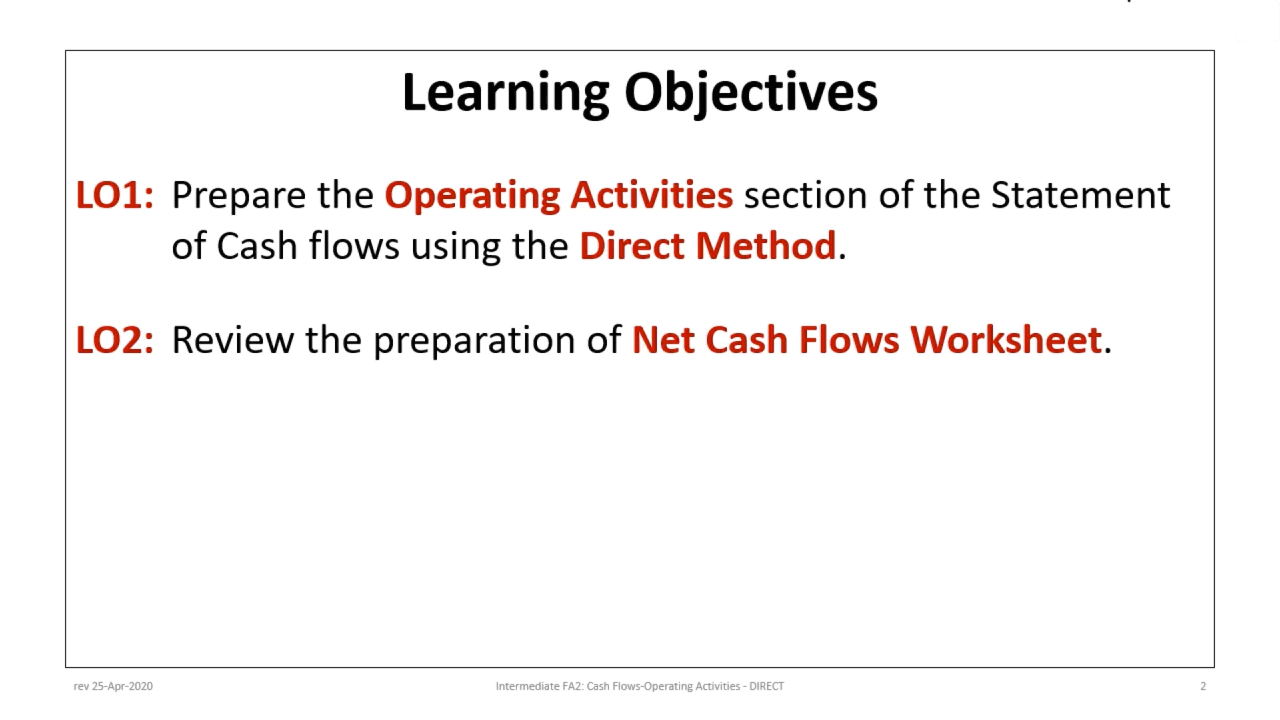 Learning Objectives
LO1: Prepare the Operating Activities section of the Statement
of Cash flows using the Direct Method.
LO2: Review the preparation of Net Cash Flows Worksheet.
rev 25-Apr-2020 Intermediate FA2: Cash Flows-Operating Activities - DIRECT 2